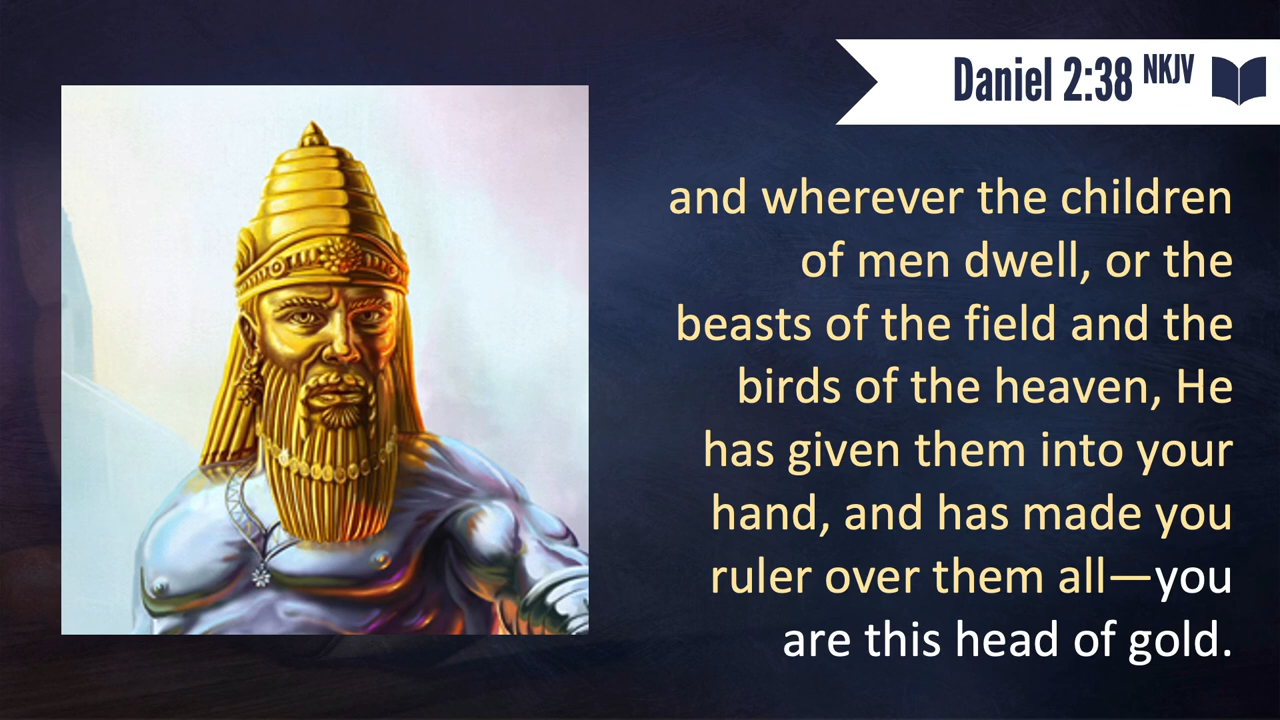 Daniel 2:38 NKJV
and wherever the children
of men dwell, or the
beasts of the field and the
birds of the heaven, He
has given them into your
hand, and has made you
ruler over them all—you
are this head of gold.